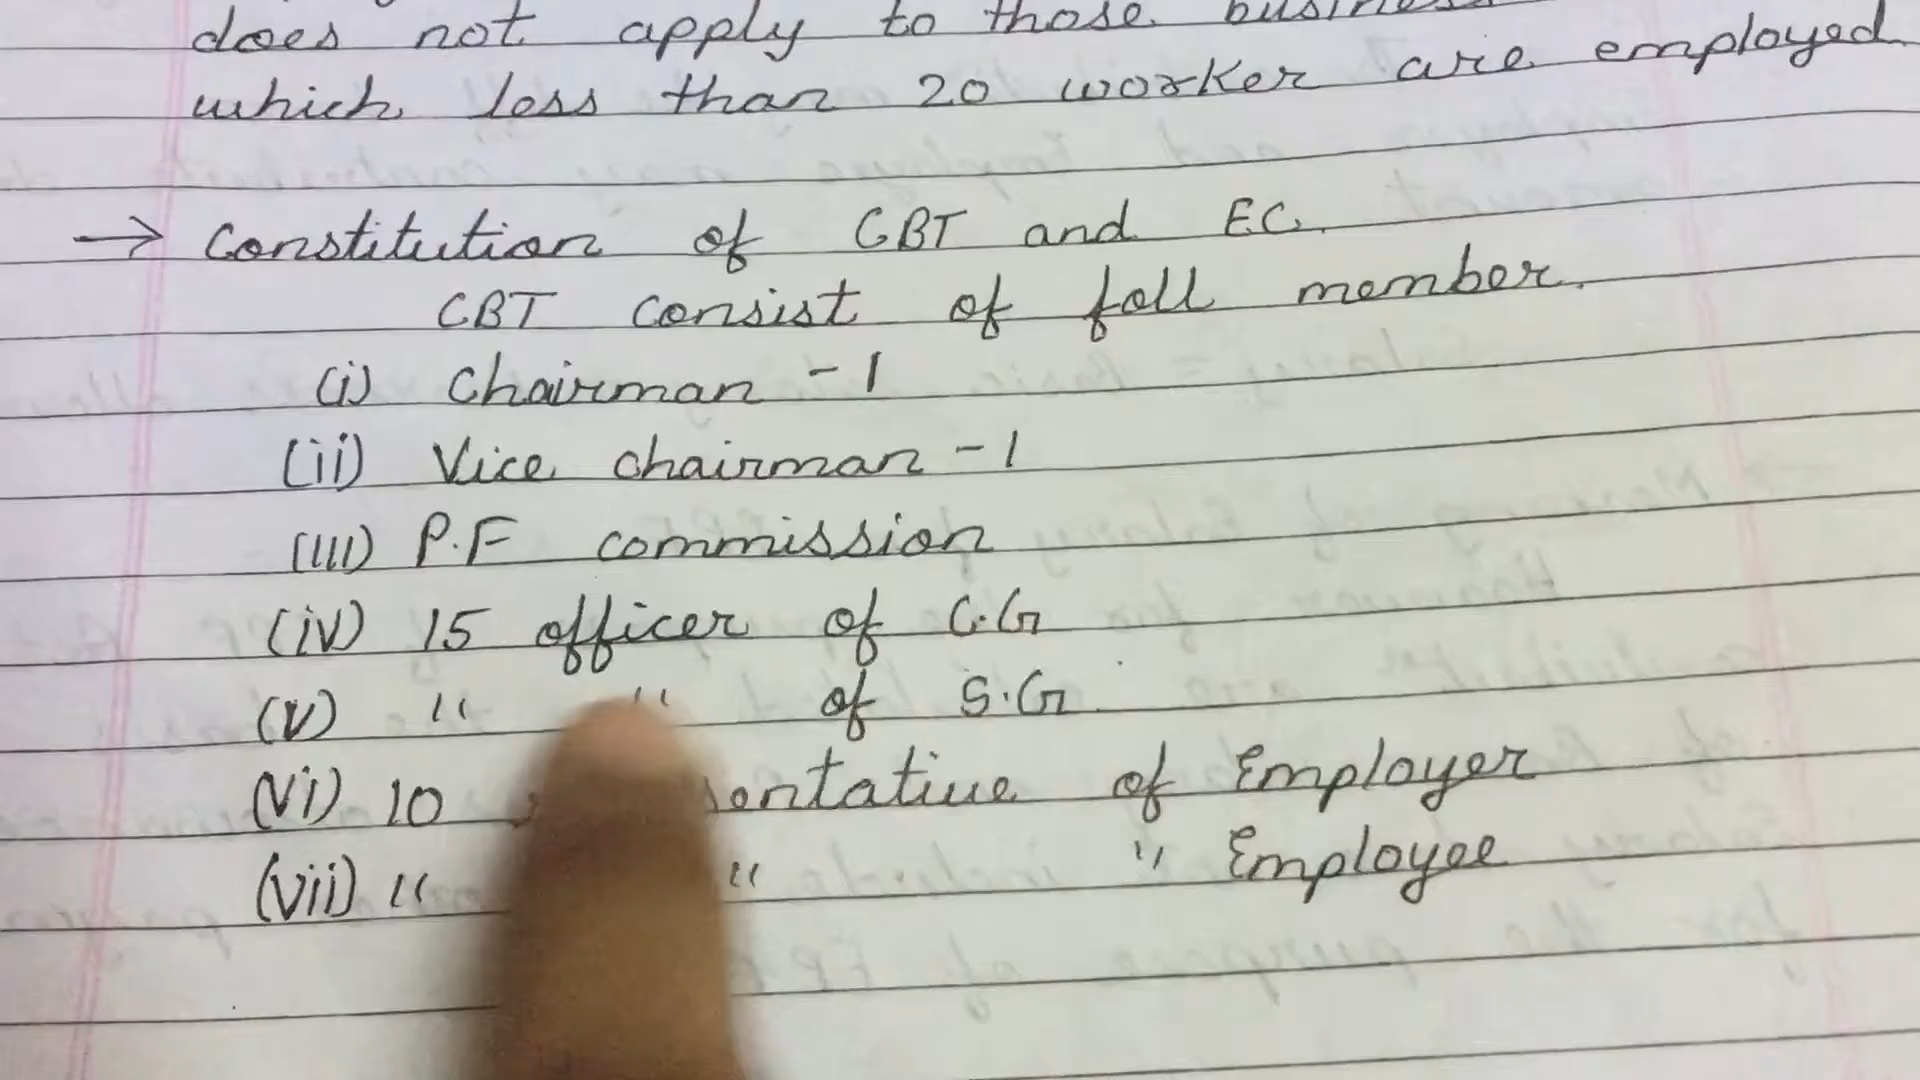 does not apply to those business
which less than 20 worker are employed
→ Constitution of CBT and EC.
CBT consist of foll member.
(i) Chairman - 1
(ii) Vice chairman - 1
(III) P.F commission
(iv) 15 officer of C.G
(V) " " of S.G
(Vi) 10 of Employer
(Vii) " " " Employee